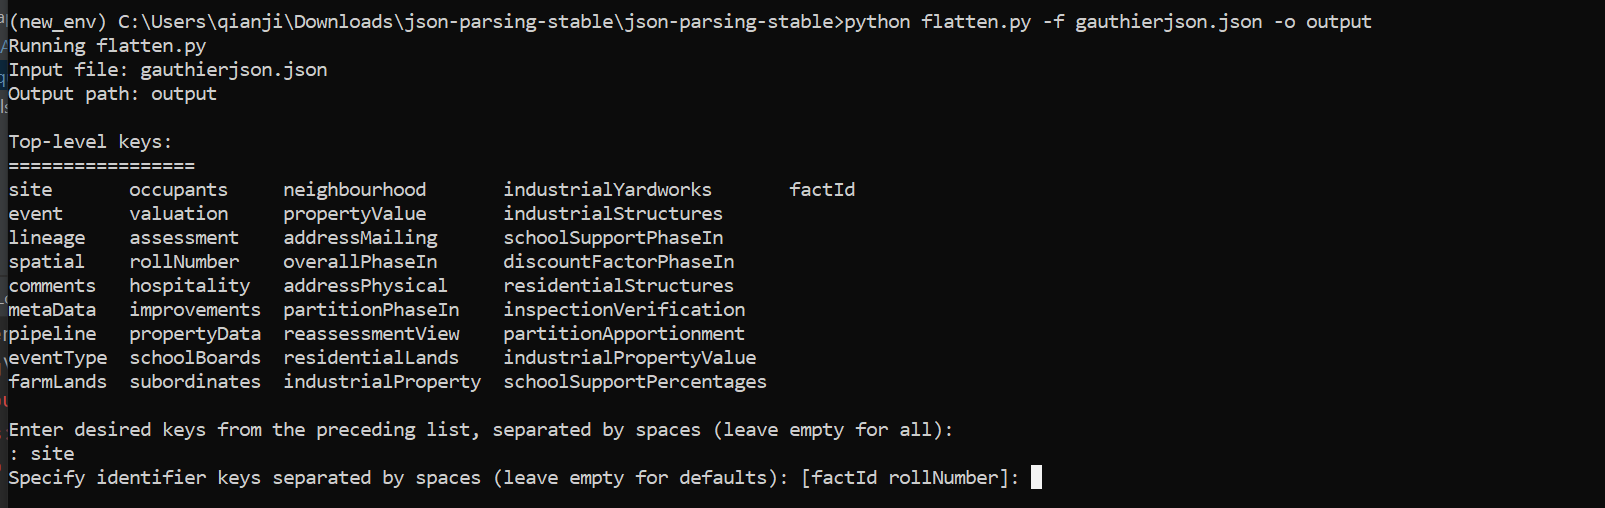 (new_env) C:\Users\qianji\Downloads\json-parsing-stable\json-parsing-stable>python flatten.py -f gauthierjson.json -o output
Running flatten.py
Input file: gauthierjson.json
Output path: output
Top-level keys:
=================
site occupants neighbourhood industrialYardworks factId
event valuation propertyValue industrialStructures
lineage assessment addressMailing schoolSupportPhaseIn
spatial rollNumber overallPhaseIn discountFactorPhaseIn
comments hospitality addressPhysical residentialStructures
metaData improvements partitionPhaseIn inspectionVerification
pipeline propertyData reassessmentView partitionApportionment
eventType schoolBoards residentialLands industrialPropertyValue
farmLands subordinates industrialProperty schoolSupportPercentages
Enter desired keys from the preceding list, separated by spaces (leave empty for all):
: site
Specify identifier keys separated by spaces (leave empty for defaults): [factId rollNumber]: